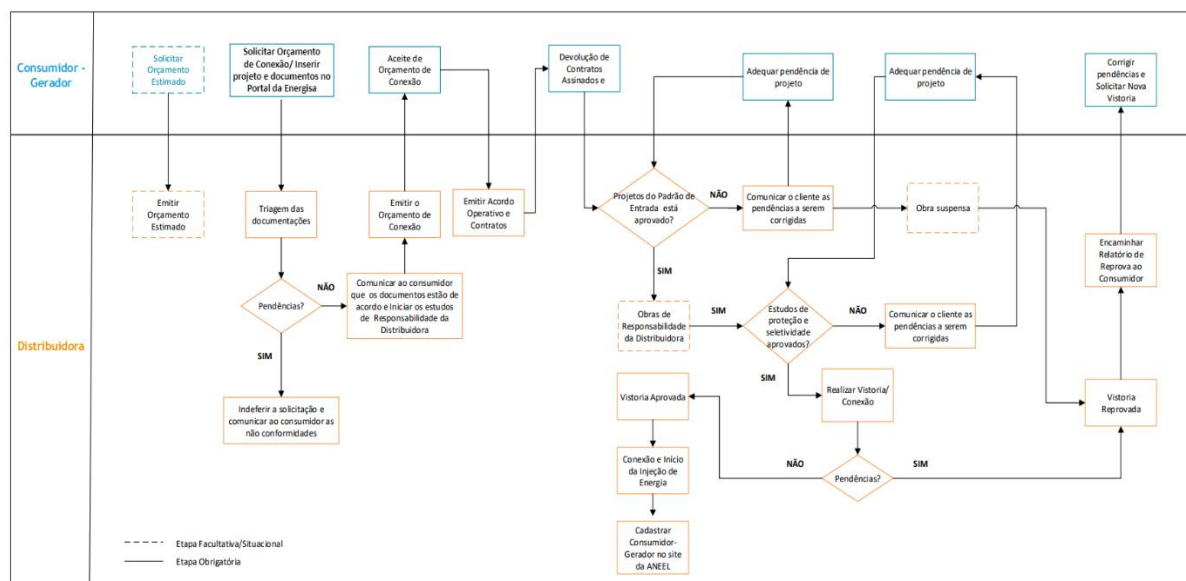 Consumidor -
Gerador
Solicitar
Orçamento
Estimado
Solicitar Orçamento
de Conexão/ Inserir
projeto e documentos no
Portal da Energisa
Aceite de
Orçamento de
Conexão
Devolução de
Contratos
Assinados e
Adequar pendência de
projeto
Adequar pendência de
projeto
Corrigir
pendências e
Solicitar Nova
Vistoria
Distribuidora
Emitir
Orçamento
Estimado
Triagem das
documentações
Emitir o
Orçamento de
Conexão
Emitir Acordo
Operativo e
Contratos
Projetos do Padrão de
Entrada está
aprovado?
NÃO
Comunicar o cliente as
pendências a serem
corrigidas
Obra suspensa
Encaminhar
Relatório de
Reprova ao
Consumidor
SIM
Pendências?
NÃO
Comunicar ao consumidor
que os documentos estão de
acordo e Iniciar os estudos
de Responsabilidade da
Distribuidora
Obras de
Responsabilidade
da Distribuidora
SIM
Estudos de
proteção e
seletividade
aprovados?
NÃO
Comunicar o cliente as
pendências a serem
corrigidas
SIM
SIM
Indeferir a solicitação e
comunicar ao consumidor as
não conformidades
Vistoria Aprovada
Realizar Vistoria/
Conexão
Vistoria
Reprovada
Conexão e Início
da Injeção de
Energia
NÃO
Pendências?
SIM
Cadastrar
Consumidor-
Gerador no site
da ANEEL
Etapa Facultativa/Situacional
Etapa Obrigatória